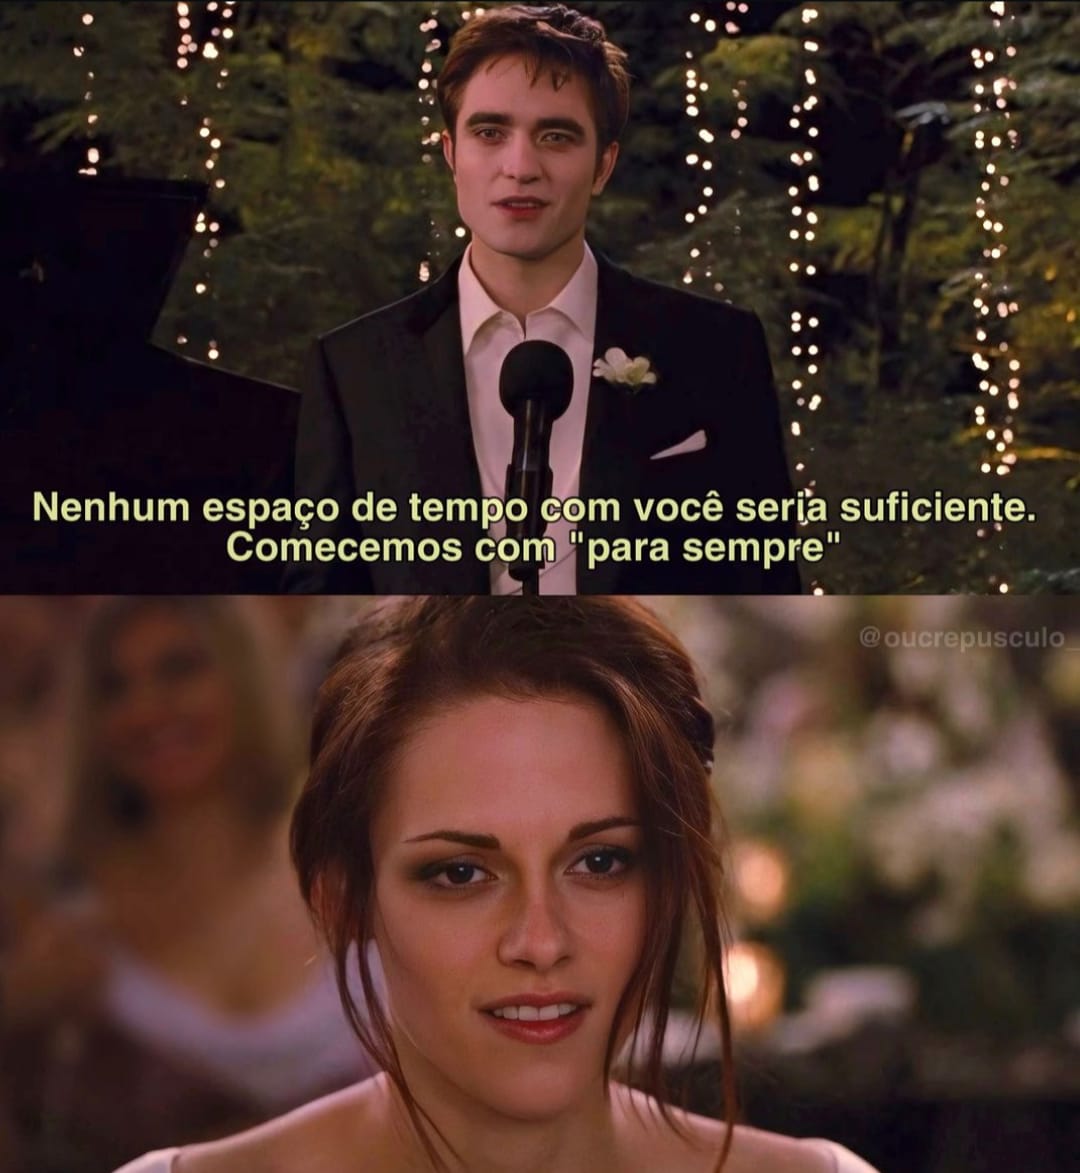 Nenhum espaço de tempo com você seria suficiente.
Comecemos com "para sempre"
@oucrepusculo_